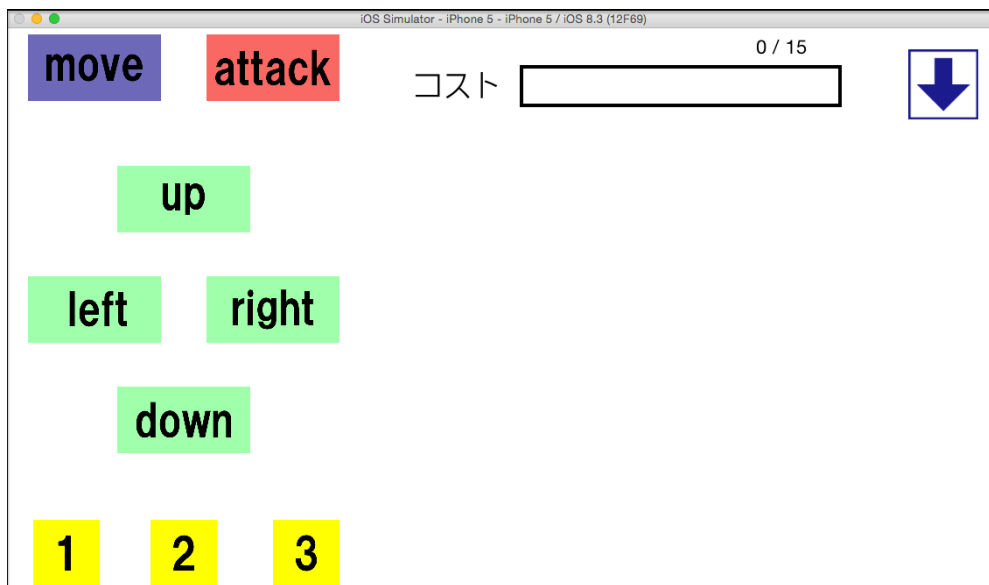 iOS Simulator - iPhone 5 - iPhone 5 / iOS 8.3 (12F69)
move attack
コスト
0 / 15
up
left right
down
1 2 3